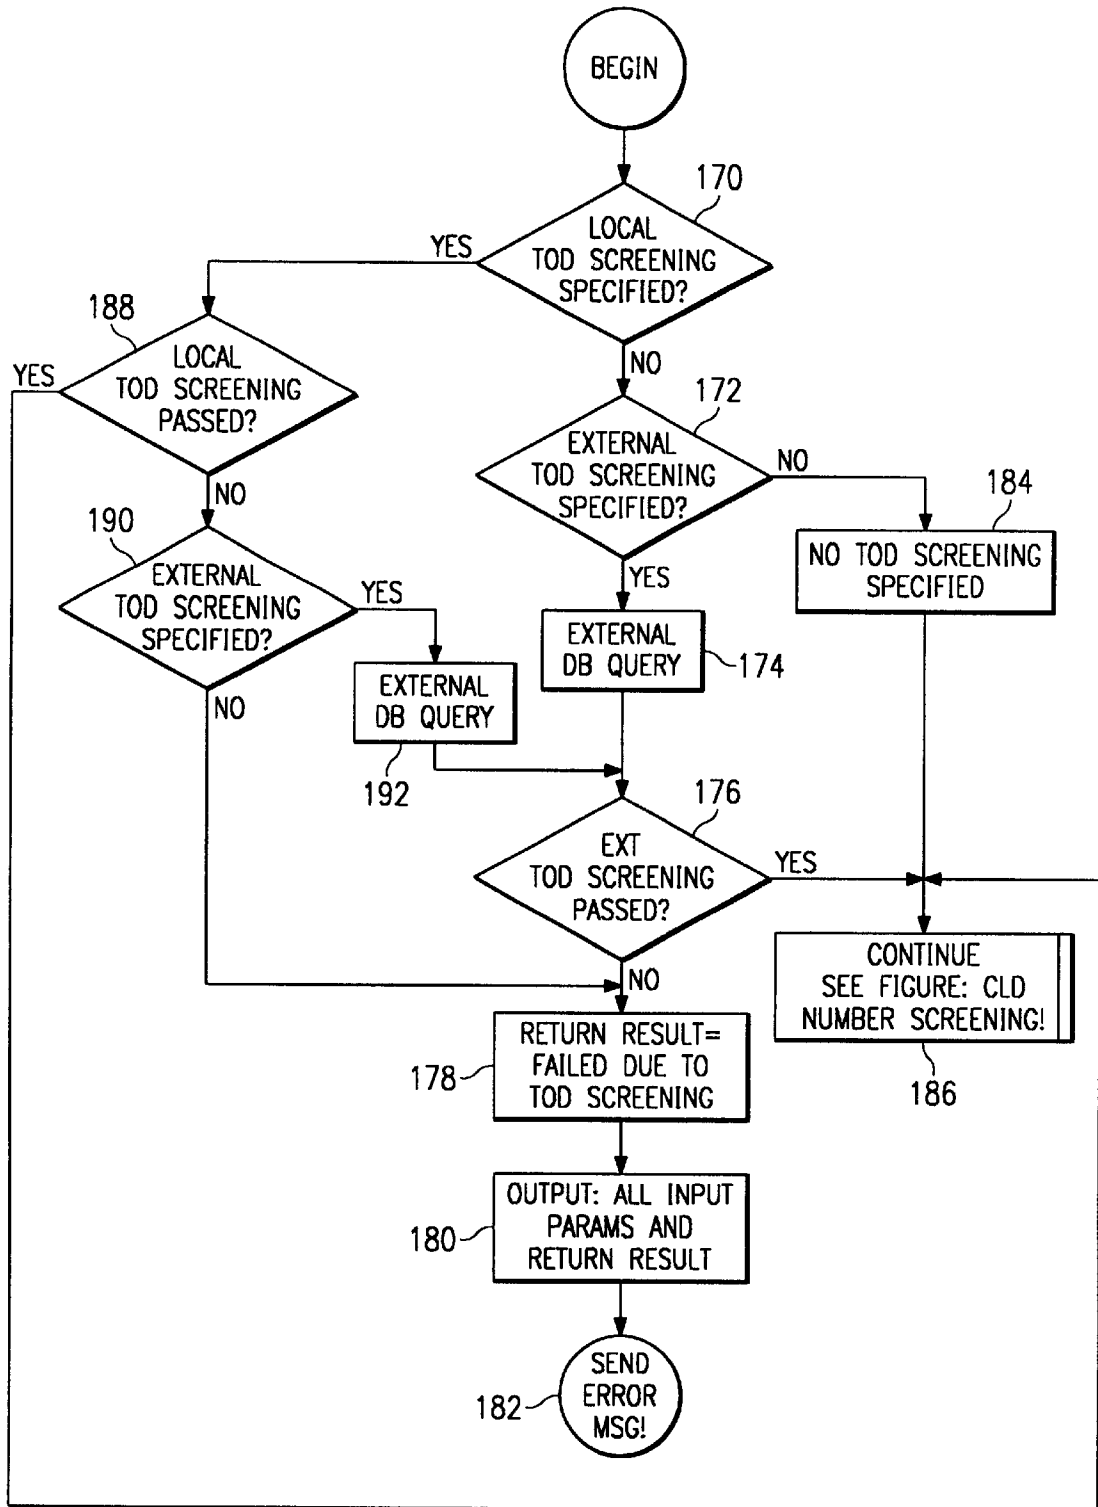 BEGIN
170
LOCAL
TOD SCREENING
SPECIFIED?
YES
NO
188
LOCAL
TOD SCREENING
PASSED?
YES
NO
172
EXTERNAL
TOD SCREENING
SPECIFIED?
NO
YES
184
NO TOD SCREENING
SPECIFIED
190
EXTERNAL
TOD SCREENING
SPECIFIED?
YES
NO
EXTERNAL
DB QUERY
174
EXTERNAL
DB QUERY
192
176
EXT
TOD SCREENING
PASSED?
YES
NO
CONTINUE
SEE FIGURE: CLD
NUMBER SCREENING!
186
RETURN RESULT=
FAILED DUE TO
TOD SCREENING
178
OUTPUT: ALL INPUT
PARAMS AND
RETURN RESULT
180
SEND
ERROR
MSG!
182